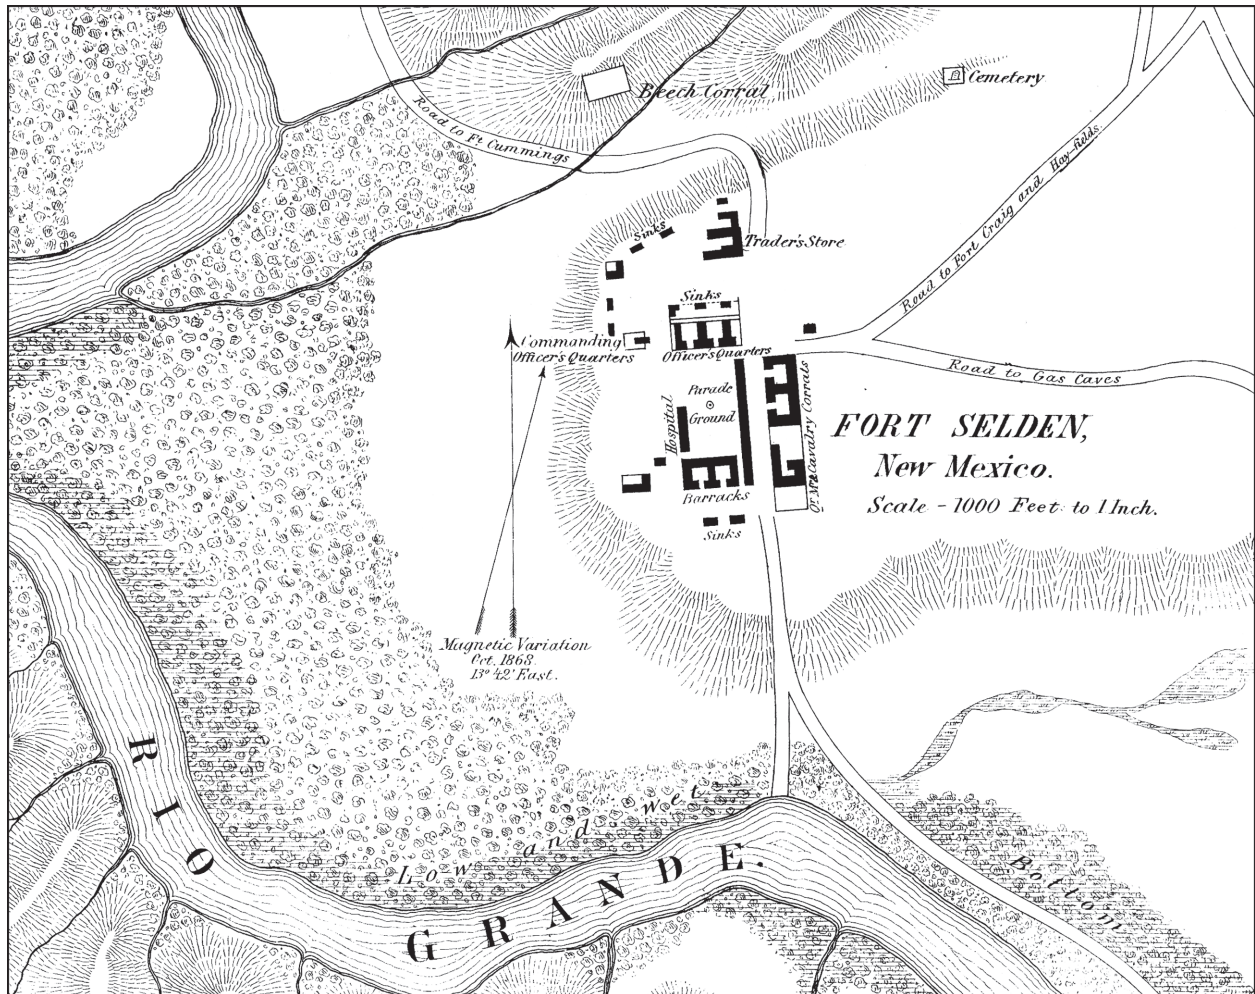 Beech Corral
Cemetery
Road to Ft Cummings
Road to Fort Craig and Hay-fields
Sinks
Trader's Store
Sinks
Commanding
Officer's Quarters
Officer's Quarters
Road to Gas Caves
Parade
Ground
Hospital
Cavalry Corrals
FORT SELDEN,
New Mexico.
Scale - 1000 Feet to 1 Inch.
Barracks
Sinks
Magnetic Variation
Oct. 1868.
13° 42' East.
RIO GRANDE.
Low and wet
Bottom